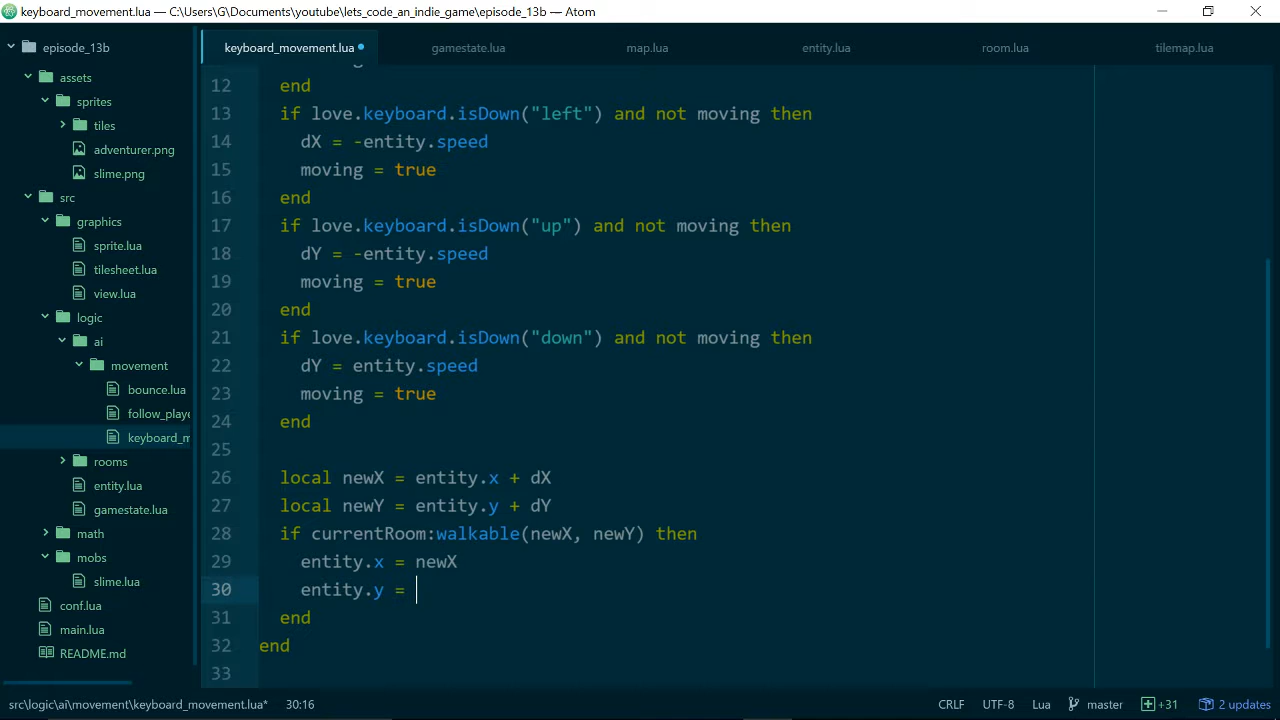 keyboard_movement.lua — C:\Users\G\Documents\youtube\lets_code_an_indie_game\episode_13b — Atom
episode_13b
assets
sprites
tiles
adventurer.png
slime.png
src
graphics
sprite.lua
tilesheet.lua
view.lua
logic
ai
movement
bounce.lua
follow_playe
keyboard_m
rooms
entity.lua
gamestate.lua
math
mobs
slime.lua
conf.lua
main.lua
README.md
keyboard_movement.lua gamestate.lua map.lua entity.lua room.lua tilemap.lua
12 end
13 if love.keyboard.isDown("left") and not moving then
14 dX = -entity.speed
15 moving = true
16 end
17 if love.keyboard.isDown("up") and not moving then
18 dY = -entity.speed
19 moving = true
20 end
21 if love.keyboard.isDown("down") and not moving then
22 dY = entity.speed
23 moving = true
24 end
25
26 local newX = entity.x + dX
27 local newY = entity.y + dY
28 if currentRoom:walkable(newX, newY) then
29 entity.x = newX
30 entity.y =
31 end
32 end
33
src\logic\ai\movement\keyboard_movement.lua* 30:16 CRLF UTF-8 Lua master +31 2 updates